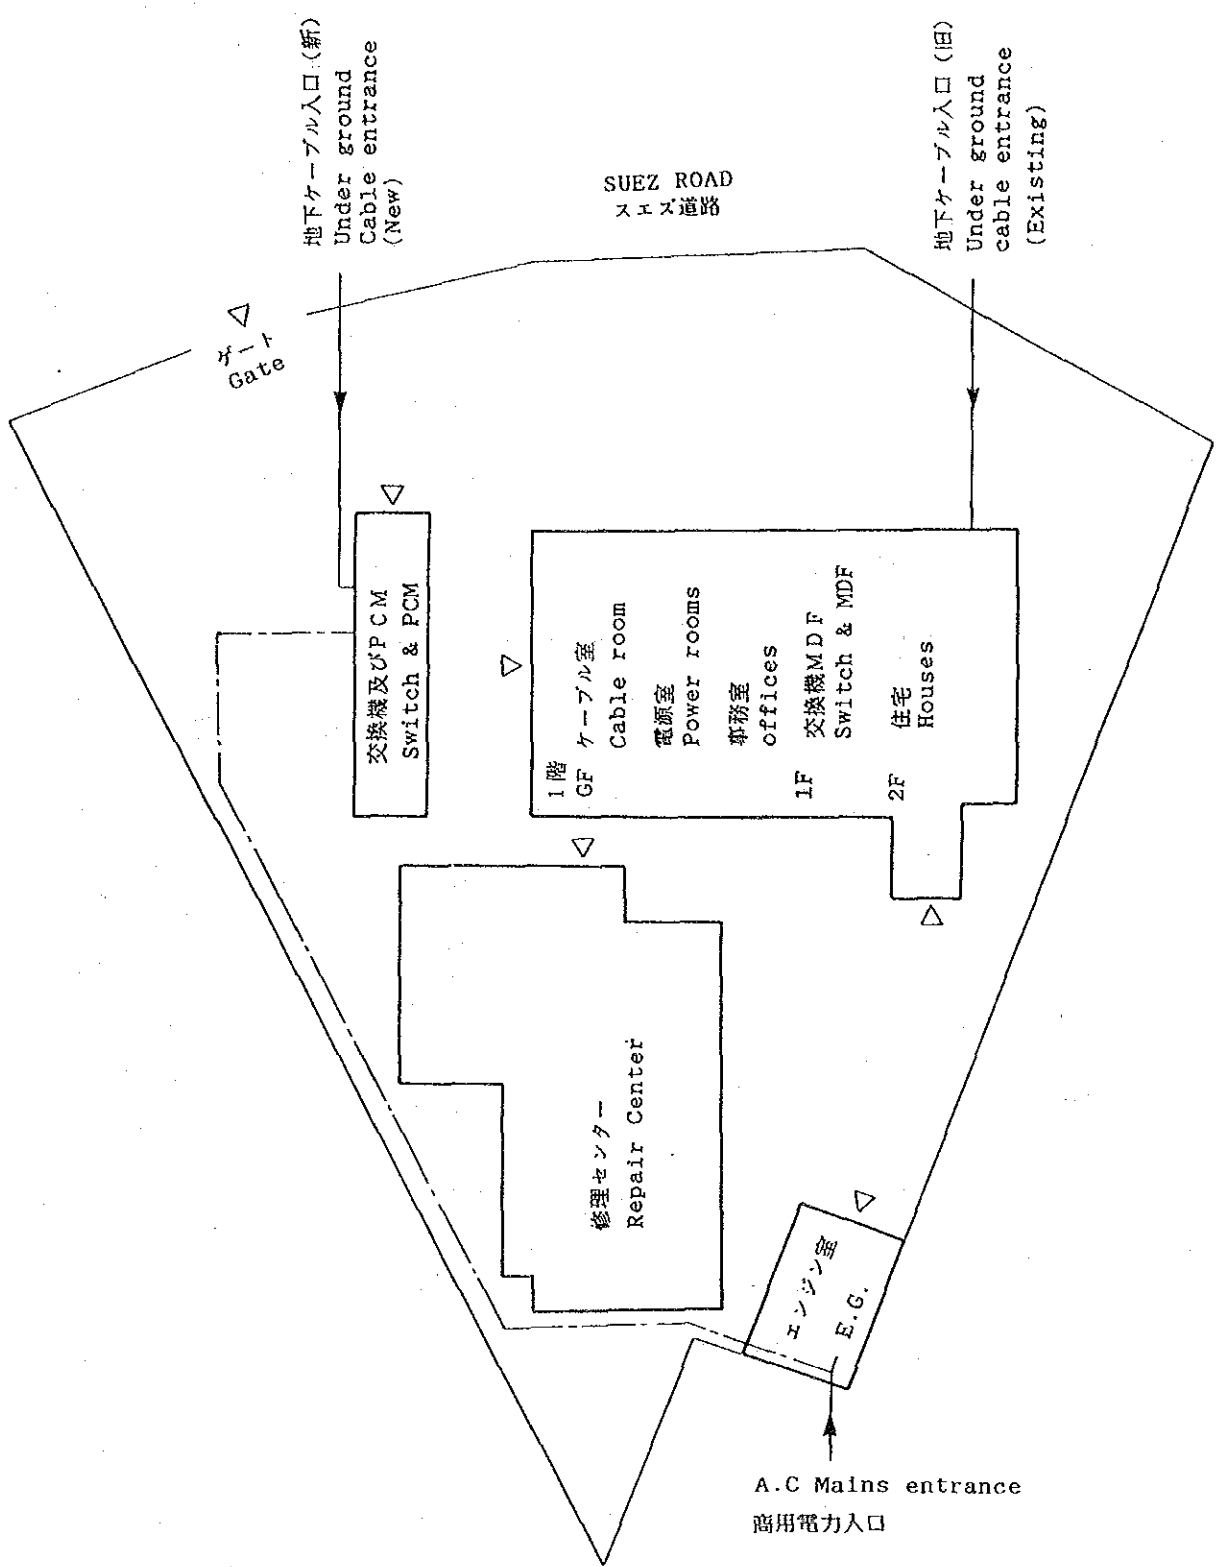 地下ケーブル入口(新)
Under ground
Cable entrance
(New)
SUEZ ROAD
スエズ道路
地下ケーブル入口(旧)
Under ground
cable entrance
(Existing)
ゲート
Gate
交換機及びPCM
Switch & PCM
1階
GF ケーブル室
Cable room
電源室
Power rooms
事務室
offices
1F 交換機MDF
Switch & MDF
2F 住宅
Houses
修理センター
Repair Center
エンジン室
E.G.
A.C Mains entrance
商用電力入口